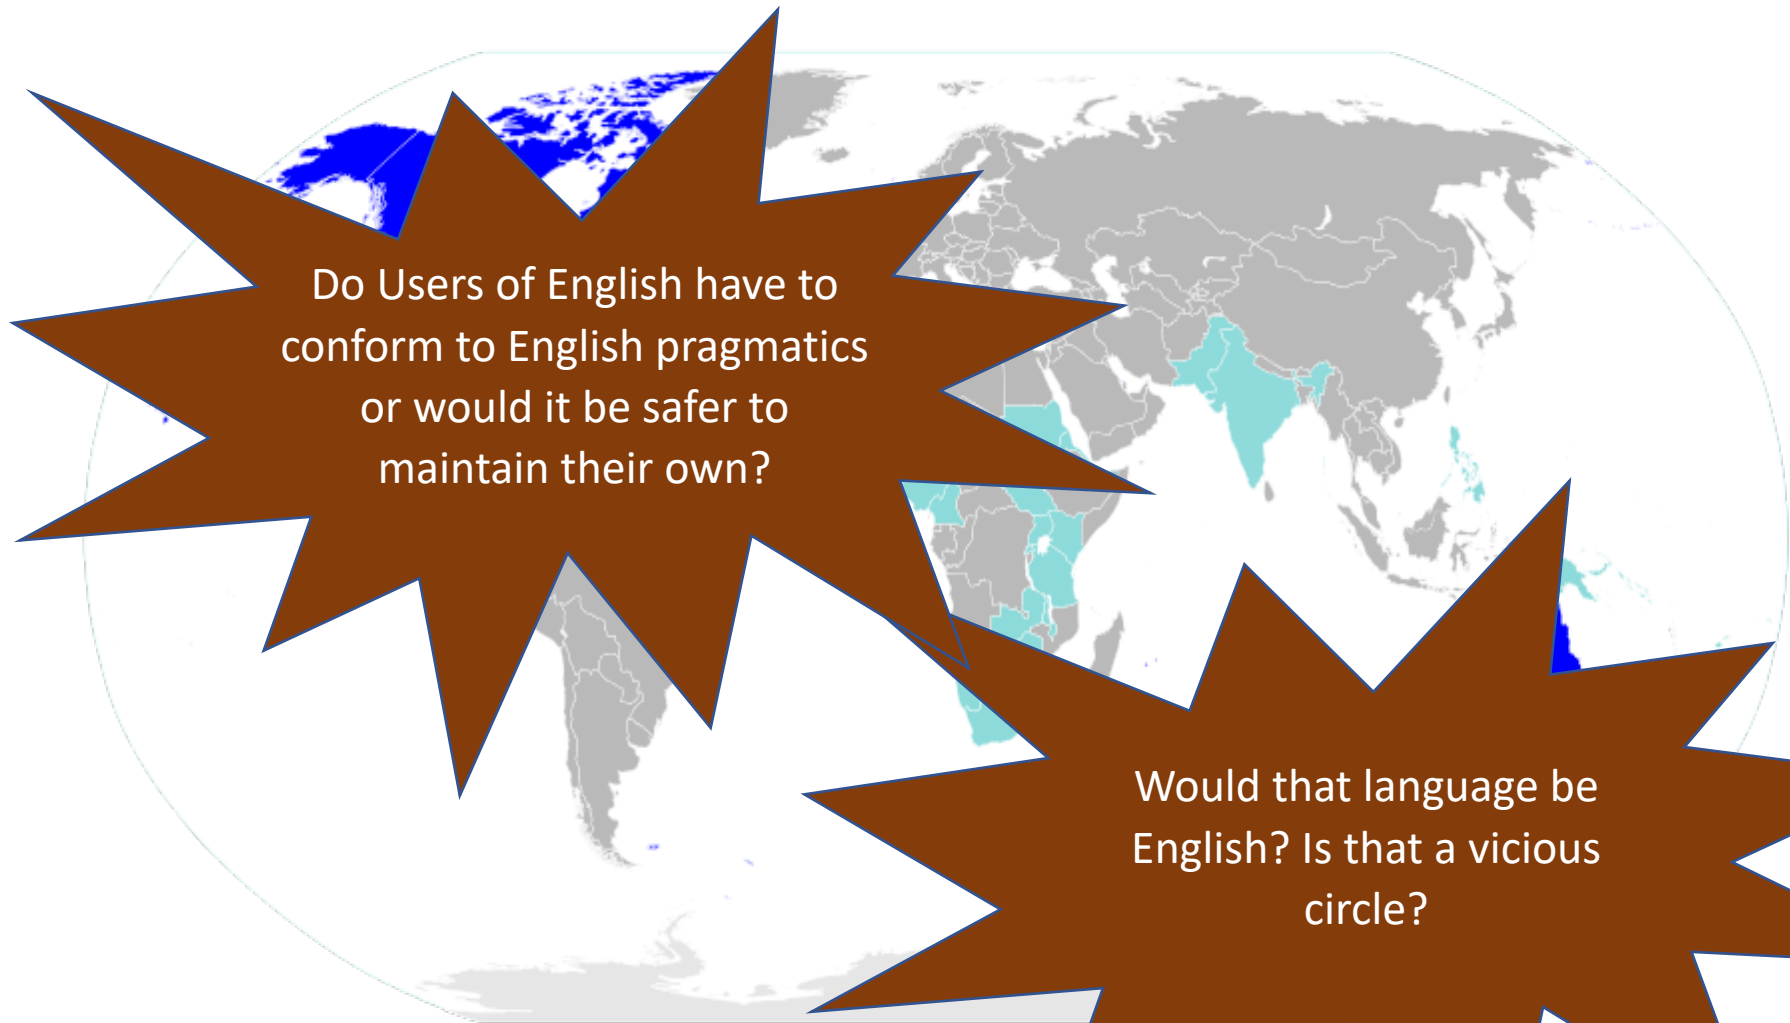 Do Users of English have to
conform to English pragmatics
or would it be safer to
maintain their own?
Would that language be
English? Is that a vicious
circle?